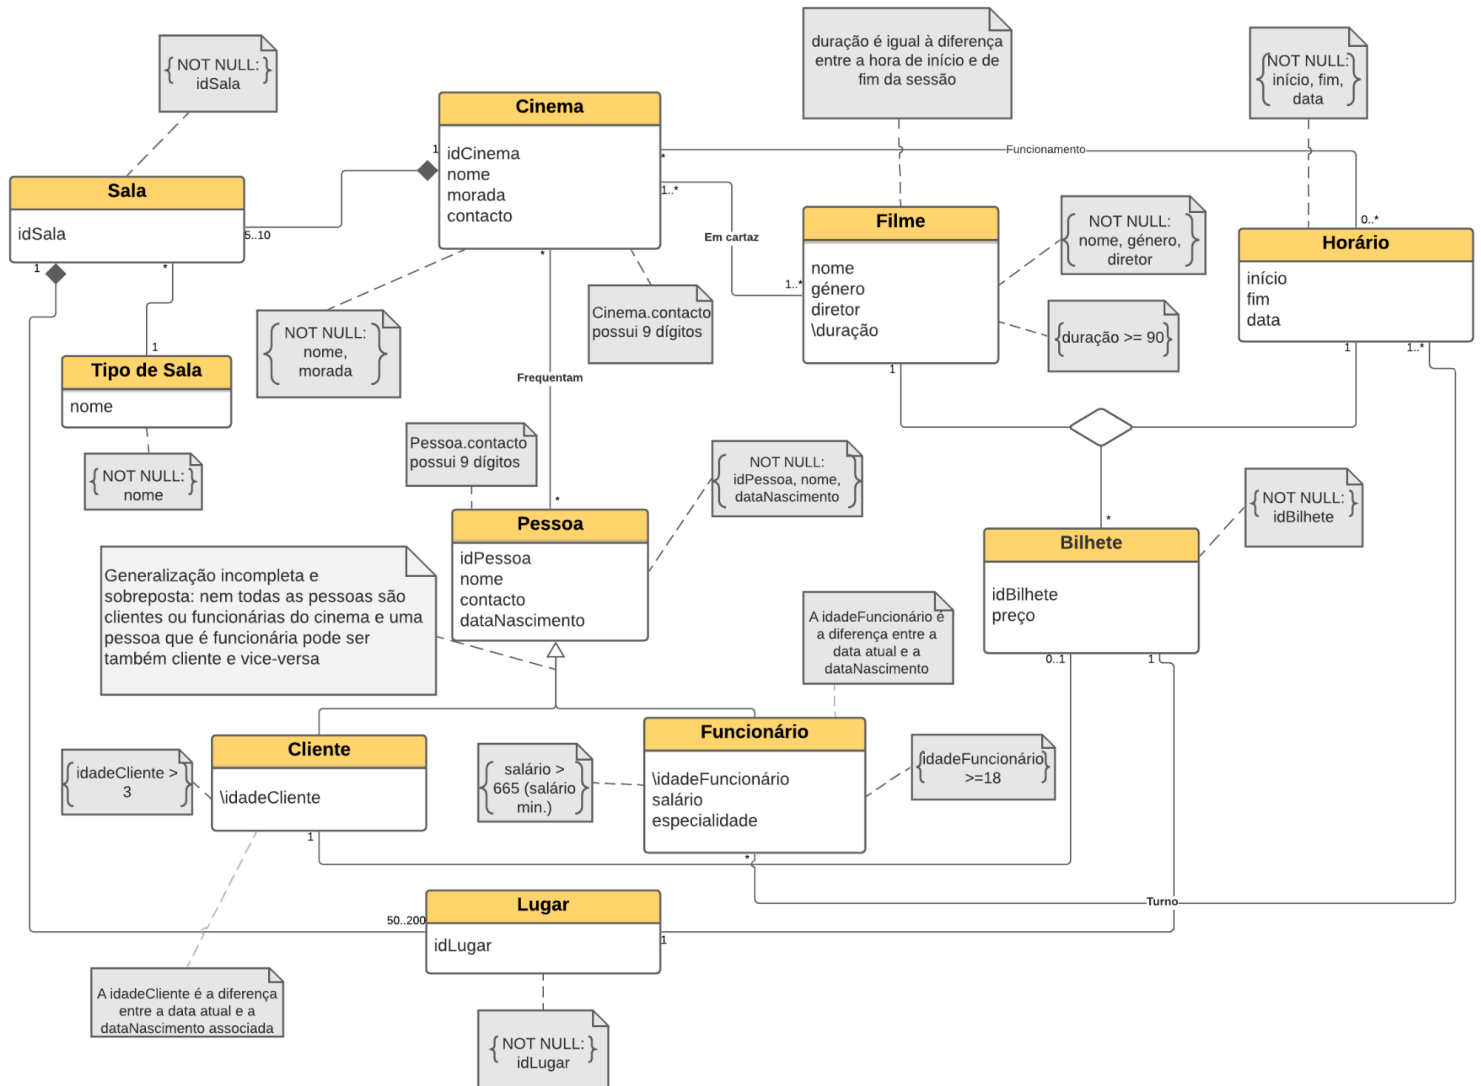 NOT NULL:
idSala
duração é igual à diferença
entre a hora de início e de
fim da sessão
NOT NULL:
início, fim,
data
Cinema
idCinema
nome
morada
contacto
1
*
1..*
Funcionamento
0..*
Sala
idSala
5..10
1
*
Em cartaz
1..*
Filme
nome
género
diretor
\duração
1
NOT NULL:
nome, género,
diretor
duração >= 90
Horário
início
fim
data
1
1..*
NOT NULL:
nome,
morada
Cinema.contacto
possui 9 dígitos
*
Frequentam
*
1
Tipo de Sala
nome
NOT NULL:
nome
Pessoa.contacto
possui 9 dígitos
NOT NULL:
idPessoa, nome,
dataNascimento
Pessoa
idPessoa
nome
contacto
dataNascimento
NOT NULL:
idBilhete
*
Bilhete
idBilhete
preço
0..1
1
Generalização incompleta e
sobreposta: nem todas as pessoas são
clientes ou funcionárias do cinema e uma
pessoa que é funcionária pode ser
também cliente e vice-versa
A idadeFuncionário é
a diferença entre a
data atual e a
dataNascimento
Cliente
\idadeCliente
1
idadeCliente >
3
salário >
665 (salário
min.)
Funcionário
\idadeFuncionário
salário
especialidade
*
idadeFuncionário
>=18
Turno
50..200
Lugar
idLugar
1
A idadeCliente é a diferença
entre a data atual e a
dataNascimento associada
NOT NULL:
idLugar